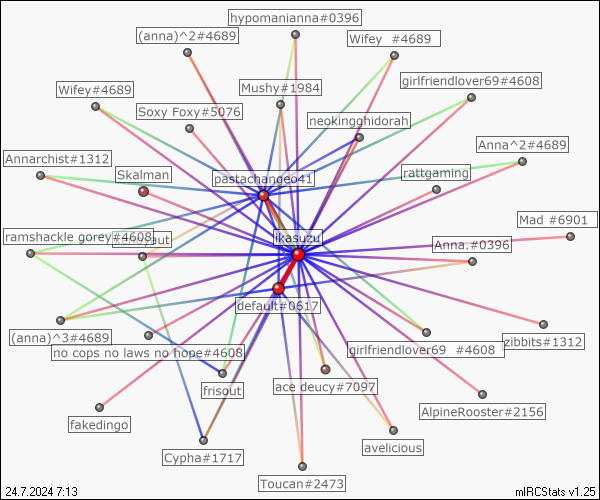 hypomanianna#0396
(anna)^2#4689
Wifey #4689
Mushy#1984
girlfriendlover69#4608
Wifey#4689
Soxy Foxy#5076
neokingghidorah
Anna^2#4689
Annarchist#1312
Skalman
pastachangeo41
rattgaming
Mad #6901
ramshackle gorey#4608
ikasuzu
Anna.#0396
default#0617
(anna)^3#4689
zibbits#1312
no cops no laws no hope#4608
girlfriendlover69 #4608
frisout
ace deucy#7097
AlpineRooster#2156
fakedingo
avelicious
Cypha#1717
Toucan#2473
24.7.2024 7:13
mIRCStats v1.25